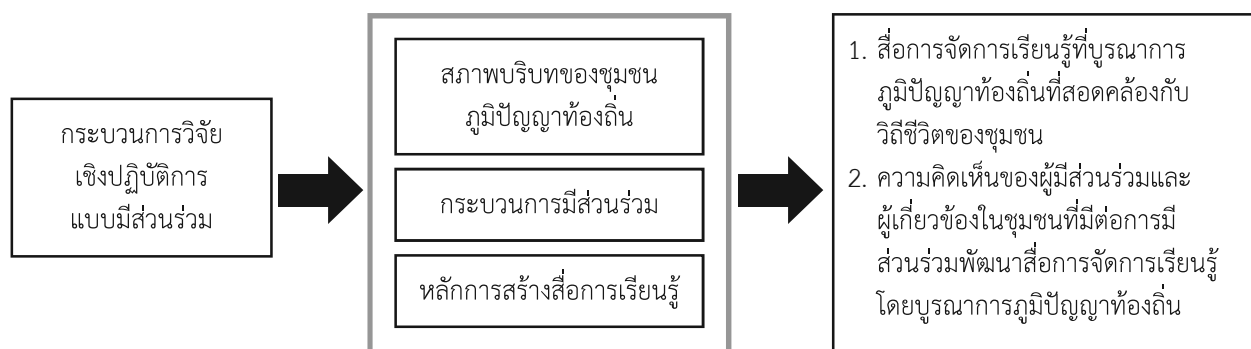 กระบวนการวิจัย
เชิงปฏิบัติการ
แบบมีส่วนร่วม
สภาพบริบทของชุมชน
ภูมิปัญญาท้องถิ่น
กระบวนการมีส่วนร่วม
หลักการสร้างสื่อการเรียนรู้
1. สื่อการจัดการเรียนรู้ที่บูรณาการ
ภูมิปัญญาท้องถิ่นที่สอดคล้องกับ
วิถีชีวิตของชุมชน
2. ความคิดเห็นของผู้มีส่วนร่วมและ
ผู้เกี่ยวข้องในชุมชนที่มีต่อการมี
ส่วนร่วมพัฒนาสื่อการจัดการเรียนรู้
โดยบูรณาการภูมิปัญญาท้องถิ่น